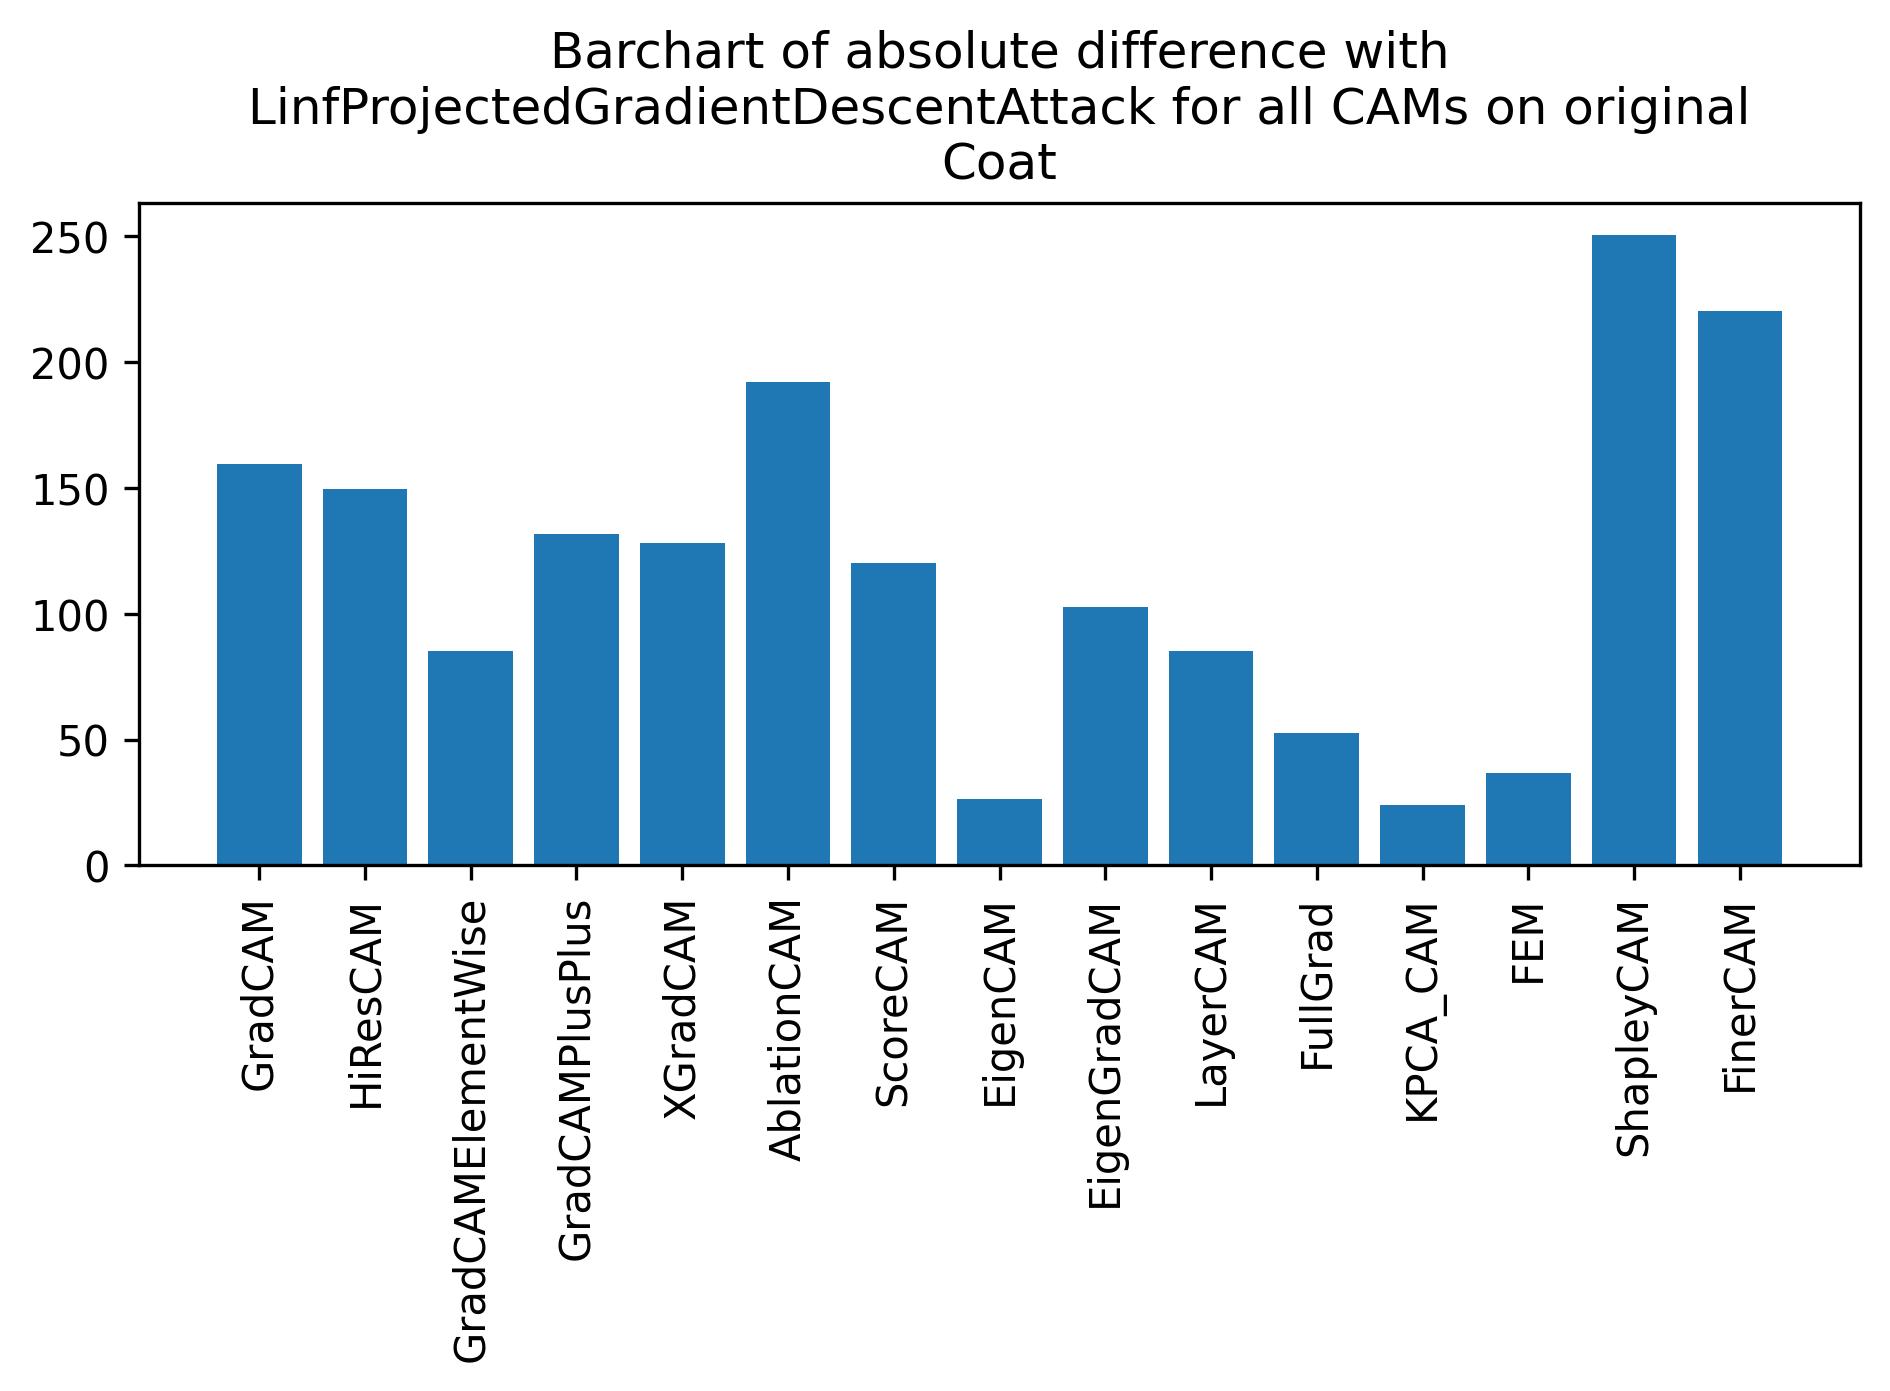 Barchart of absolute difference with
LinfProjectedGradientDescentAttack for all CAMs on original
Coat
250
200
150
100
50
0
GradCAM
HiResCAM
GradCAMElementWise
GradCAMPlusPlus
XGradCAM
AblationCAM
ScoreCAM
EigenCAM
EigenGradCAM
LayerCAM
FullGrad
KPCA_CAM
FEM
ShapleyCAM
FinerCAM